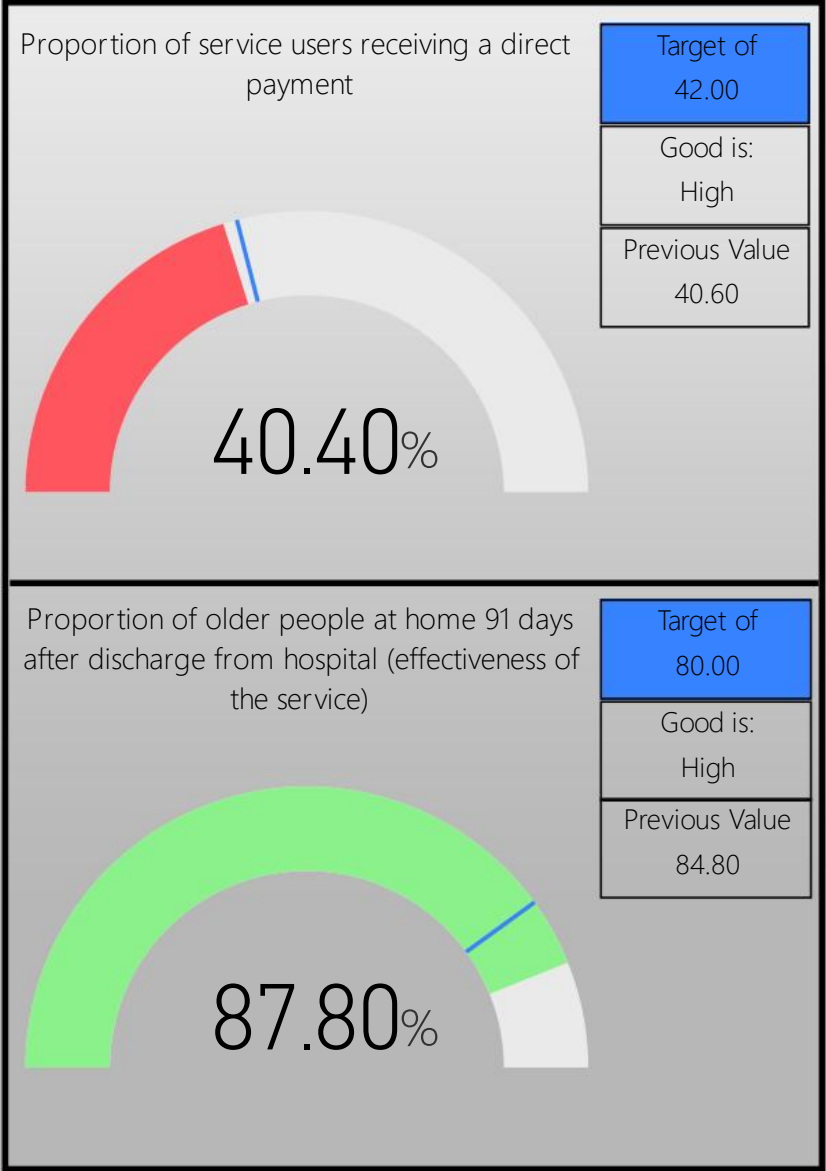 Proportion of service users receiving a direct
payment
Target of
42.00
Good is:
High
Previous Value
40.60
40.40%
Proportion of older people at home 91 days
after discharge from hospital (effectiveness of
the service)
Target of
80.00
Good is:
High
Previous Value
84.80
87.80%